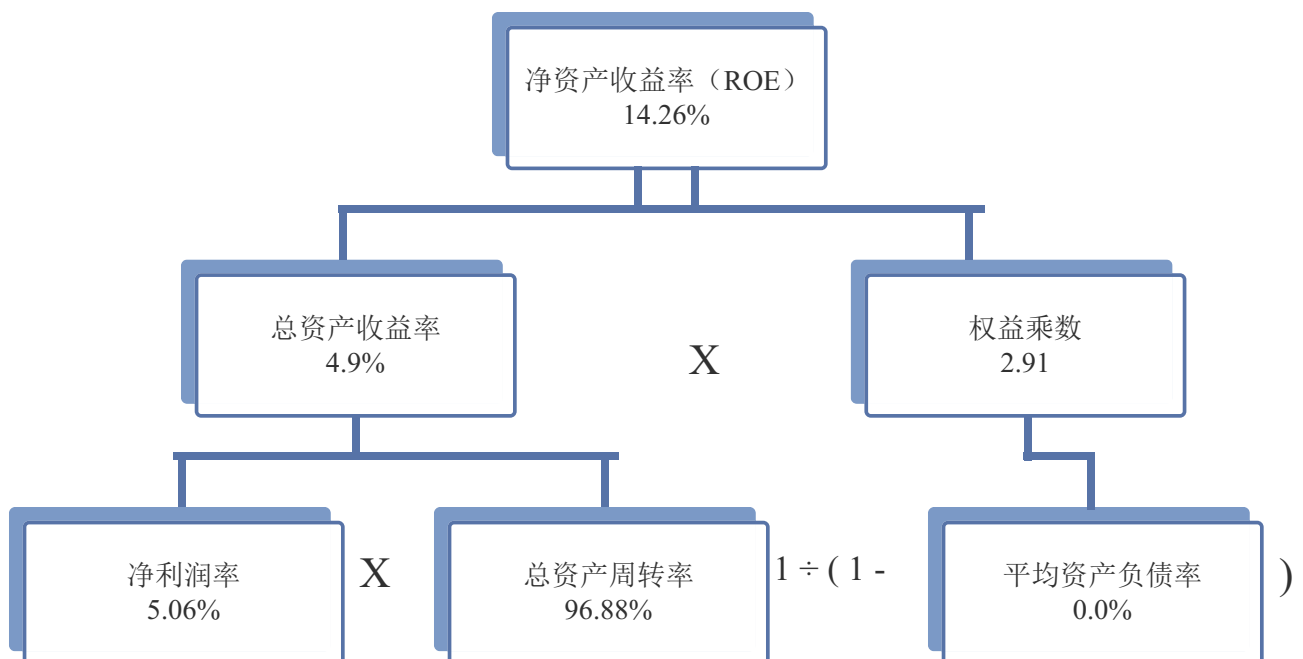 净资产收益率（ROE）
14.26%
总资产收益率
4.9%
X
权益乘数
2.91
净利润率
5.06%
X
总资产周转率
96.88%
1 ÷ ( 1 -
平均资产负债率
0.0%
)